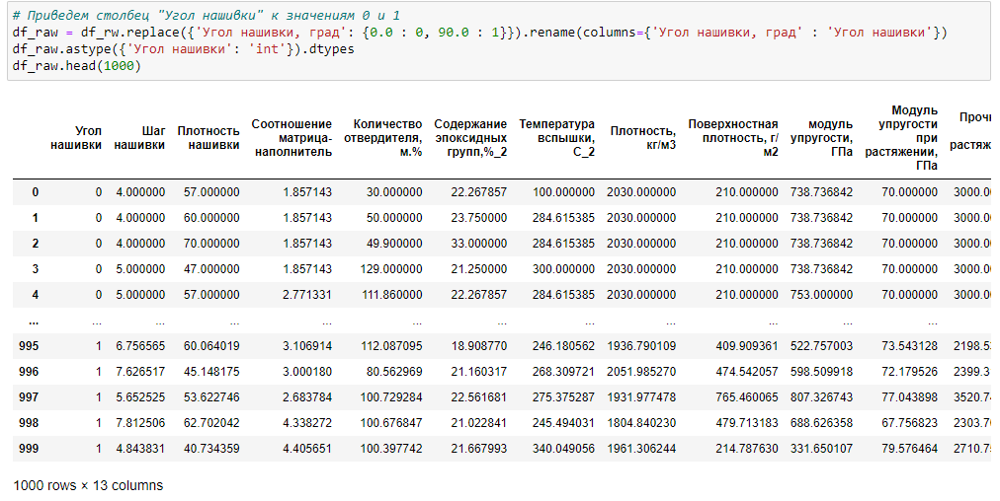 # Приведем столбец "Угол нашивки" к значениям 0 и 1
df_raw = df_rw.replace({'Угол нашивки, град': {0.0 : 0, 90.0 : 1}}).rename(columns={'Угол нашивки, град' : 'Угол нашивки'})
df_raw.astype({'Угол нашивки': 'int'}).dtypes
df_raw.head(1000)
Угол нашивки Шаг нашивки Плотность нашивки Соотношение матрица-наполнитель Количество отвердителя, м.% Содержание эпоксидных групп,%_2 Температура вспышки, С_2 Плотность, кг/м3 Поверхностная плотность, г/м2 модуль упругости, ГПа Модуль упругости при растяжении, ГПа
0 0 4.000000 57.000000 1.857143 30.000000 22.267857 100.000000 2030.000000 210.000000 738.736842 70.000000 3000.0
1 0 4.000000 60.000000 1.857143 50.000000 23.750000 284.615385 2030.000000 210.000000 738.736842 70.000000 3000.0
2 0 4.000000 70.000000 1.857143 49.900000 33.000000 284.615385 2030.000000 210.000000 738.736842 70.000000 3000.0
3 0 5.000000 47.000000 1.857143 129.000000 21.250000 300.000000 2030.000000 210.000000 738.736842 70.000000 3000.0
4 0 5.000000 57.000000 2.771331 111.860000 22.267857 284.615385 2030.000000 210.000000 753.000000 70.000000 3000.0
... ... ... ... ... ... ... ... ... ... ... ...
995 1 6.756565 60.064019 3.106914 112.087095 18.908770 246.180562 1936.790109 409.909361 522.757003 73.543128 2198.5
996 1 7.626517 45.148175 3.000180 80.562969 21.160317 268.309721 2051.985270 474.542057 598.509918 72.179526 2399.3
997 1 5.652525 53.622746 2.683784 100.729284 22.561681 275.375287 1931.977478 765.460065 807.326743 77.043898 3520.7
998 1 7.812506 62.702042 4.338272 100.676847 21.022841 245.494031 1804.840230 479.713183 688.626358 67.756823 2303.7
999 1 4.843831 40.734359 4.405651 100.397742 21.667993 340.049056 1961.306244 214.787630 331.650107 79.576464 2710.7
1000 rows × 13 columns